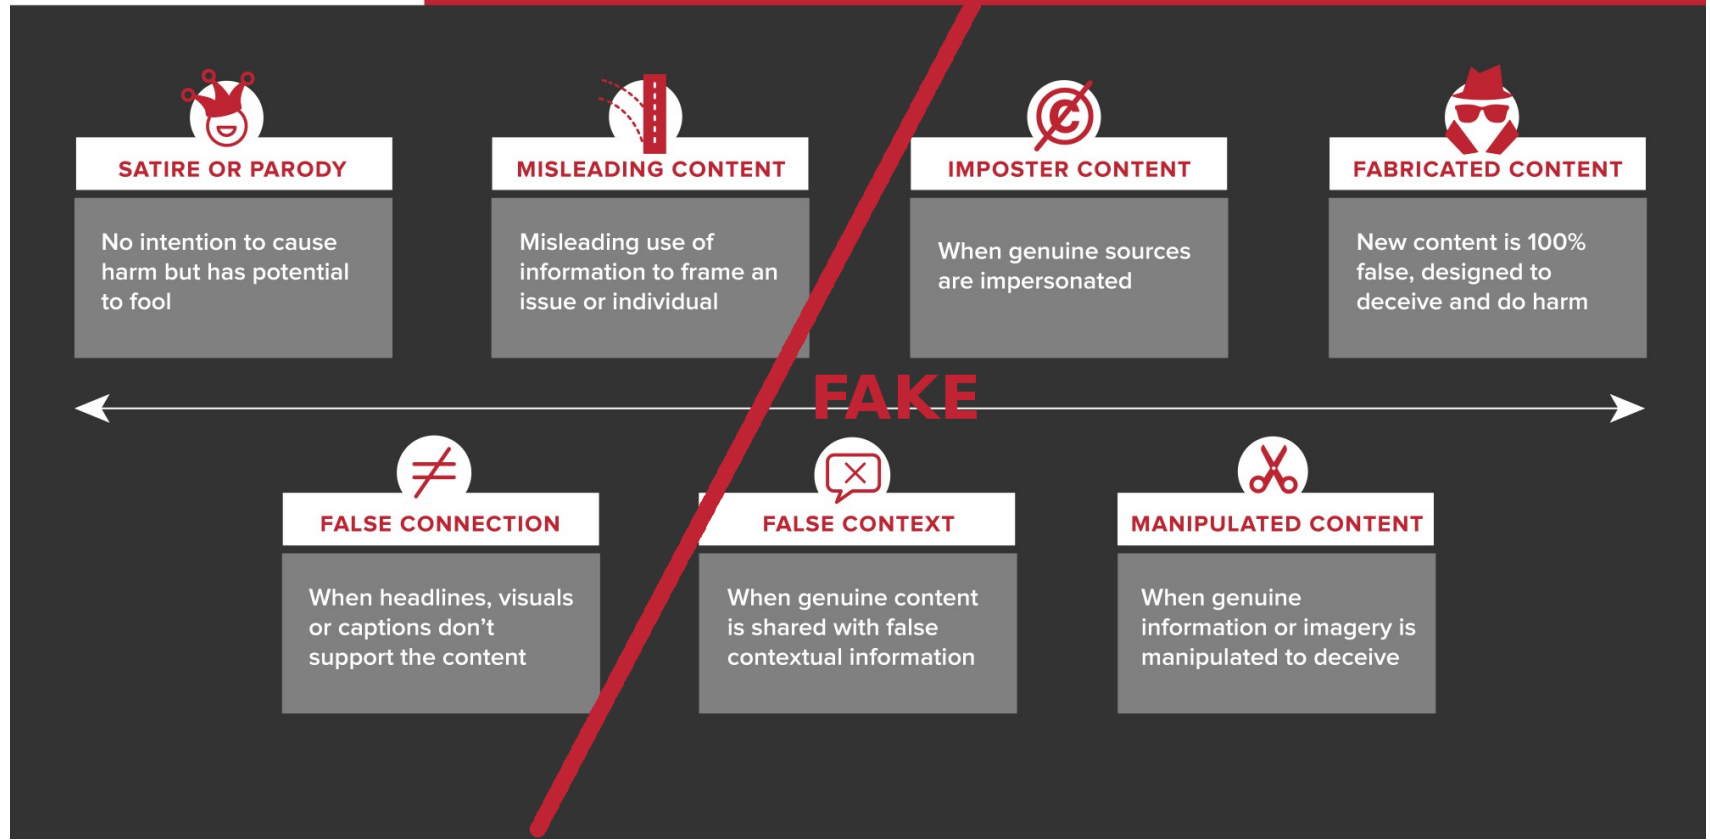 SATIRE OR PARODY
No intention to cause
harm but has potential
to fool
MISLEADING CONTENT
Misleading use of
information to frame an
issue or individual
IMPOSTER CONTENT
When genuine sources
are impersonated
FABRICATED CONTENT
New content is 100%
false, designed to
deceive and do harm
FAKE
FALSE CONNECTION
When headlines, visuals
or captions don’t
support the content
FALSE CONTEXT
When genuine content
is shared with false
contextual information
MANIPULATED CONTENT
When genuine
information or imagery is
manipulated to deceive